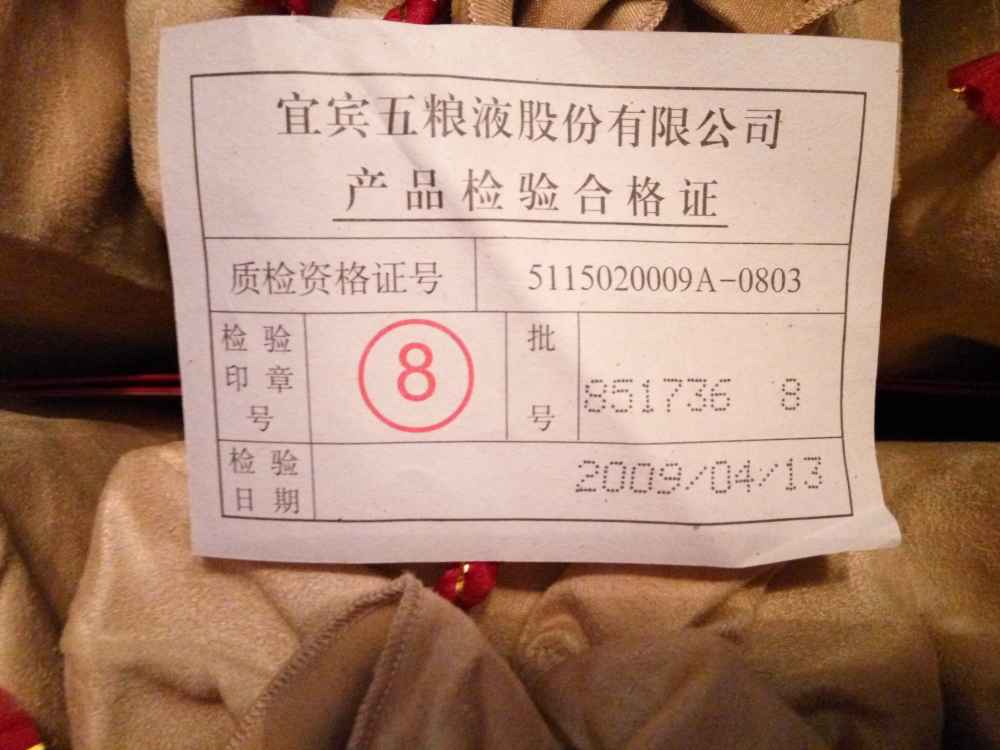 宜宾五粮液股份有限公司
产品检验合格证
质检资格证号 5115020009A-0803
检验印章号 8 批号 851736 8
检验日期 2009/04/13